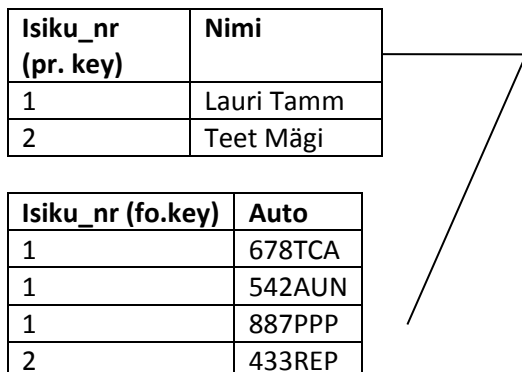 Isiku_nr Nimi
(pr. key)
1 Lauri Tamm
2 Teet Mägi
Isiku_nr (fo.key) Auto
1 678TCA
1 542AUN
1 887PPP
2 433REP